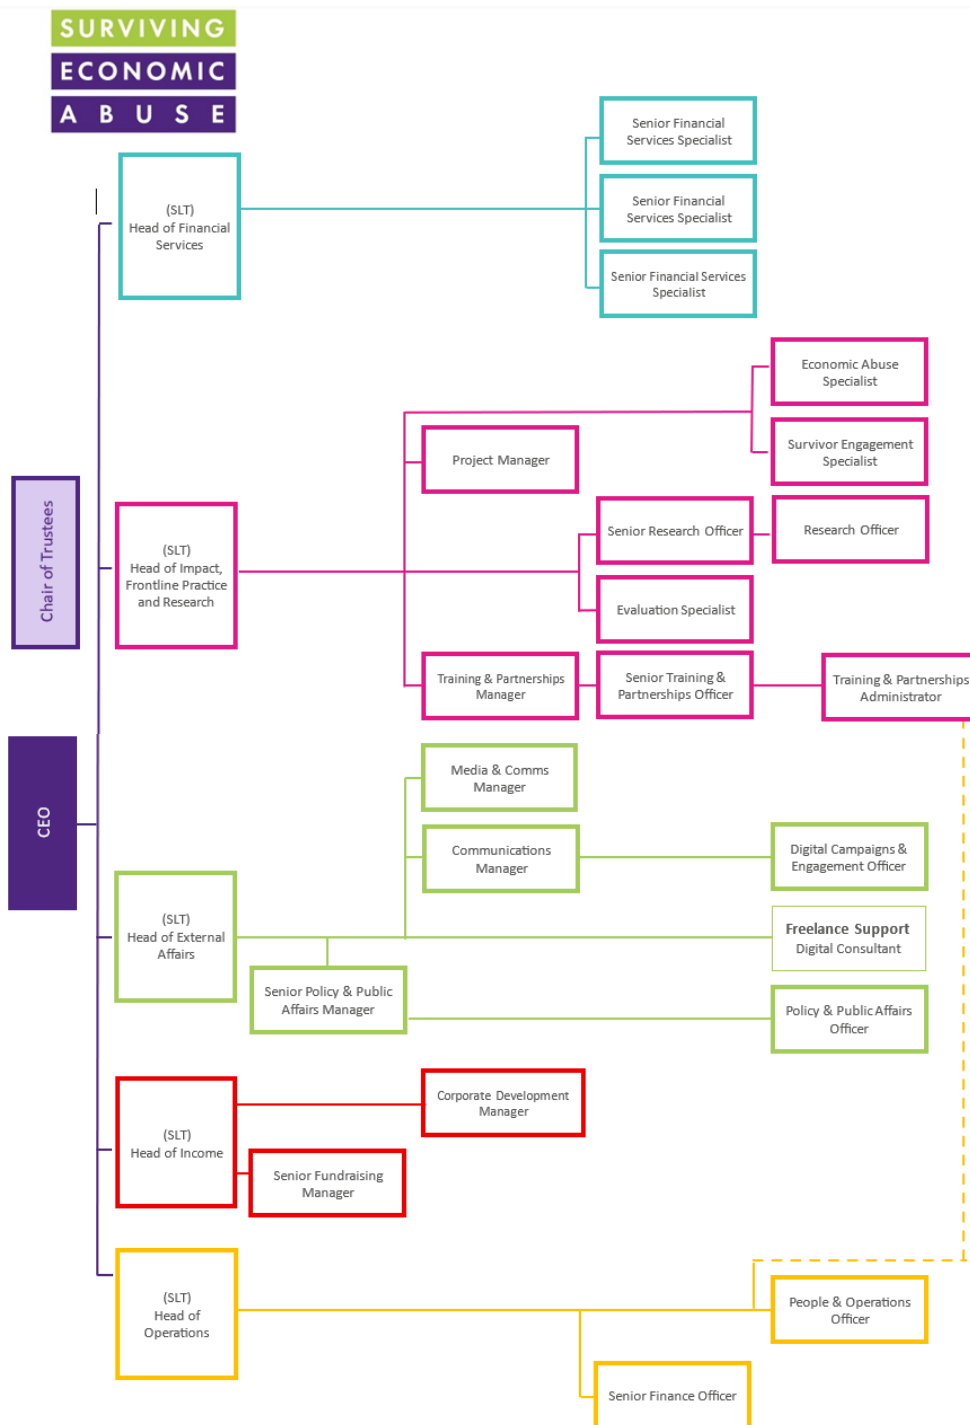 SURVIVING
ECONOMIC
ABUSE
Senior Financial
Services Specialist
(SLT)
Head of Financial
Services
Senior Financial
Services Specialist
Senior Financial Services
Specialist
Economic Abuse
Specialist
Project Manager
Survivor Engagement
Specialist
Chair of Trustees
(SLT)
Head of Impact,
Frontline Practice
and Research
Senior Research Officer
Research Officer
Evaluation Specialist
Training & Partnerships
Manager
Senior Training &
Partnerships Officer
Training & Partnerships
Administrator
CEO
Media & Comms
Manager
Communications
Manager
Digital Campaigns &
Engagement Officer
(SLT)
Head of External
Affairs
Freelance Support
Digital Consultant
Senior Policy & Public
Affairs Manager
Policy & Public Affairs
Officer
(SLT)
Head of Income
Corporate Development
Manager
Senior Fundraising
Manager
(SLT)
Head of
Operations
People & Operations
Officer
Senior Finance Officer